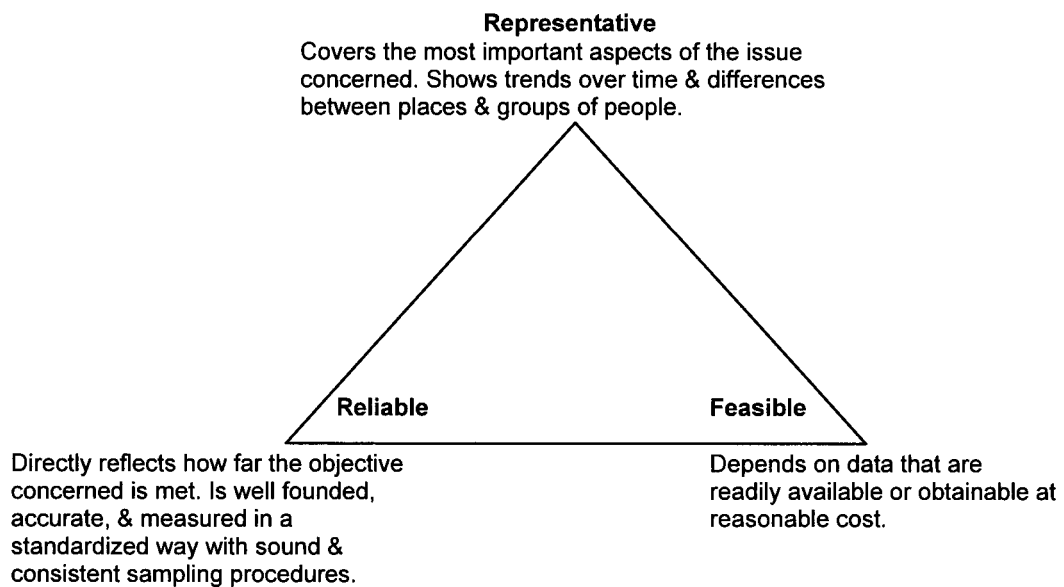 Representative
Covers the most important aspects of the issue
concerned. Shows trends over time & differences
between places & groups of people.
Reliable
Feasible
Directly reflects how far the objective
concerned is met. Is well founded,
accurate, & measured in a
standardized way with sound &
consistent sampling procedures.
Depends on data that are
readily available or obtainable at
reasonable cost.